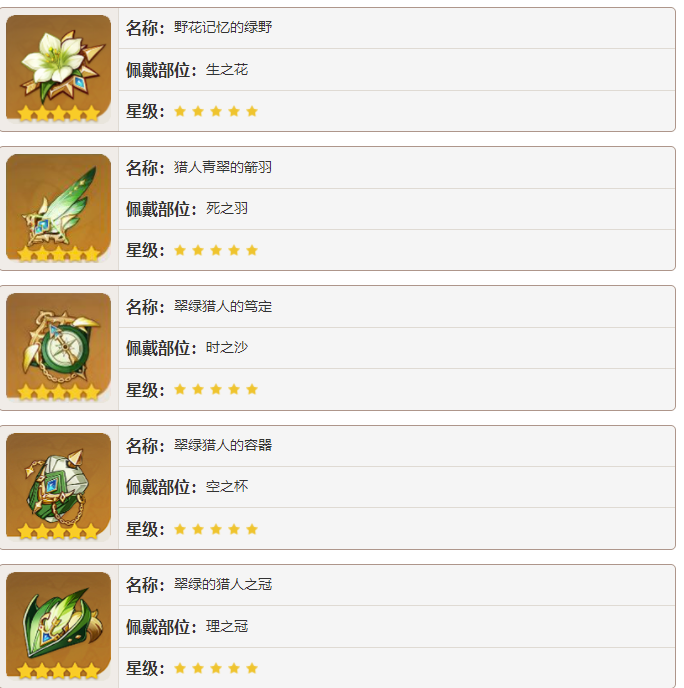 名称：野花记忆的绿野
佩戴部位：生之花
星级：
名称：猎人青翠的箭羽
佩戴部位：死之羽
星级：
名称：翠绿猎人的笃定
佩戴部位：时之沙
星级：
名称：翠绿猎人的容器
佩戴部位：空之杯
星级：
名称：翠绿的猎人之冠
佩戴部位：理之冠
星级：